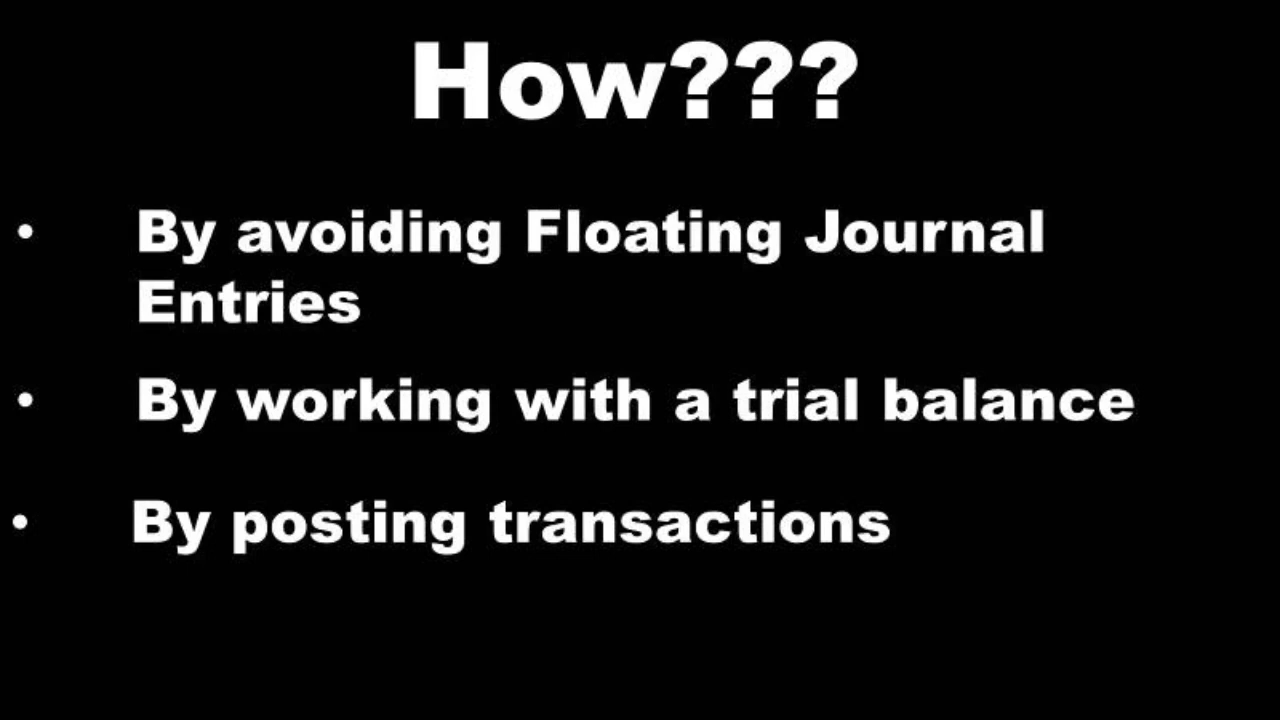 How???
• By avoiding Floating Journal
Entries
• By working with a trial balance
• By posting transactions